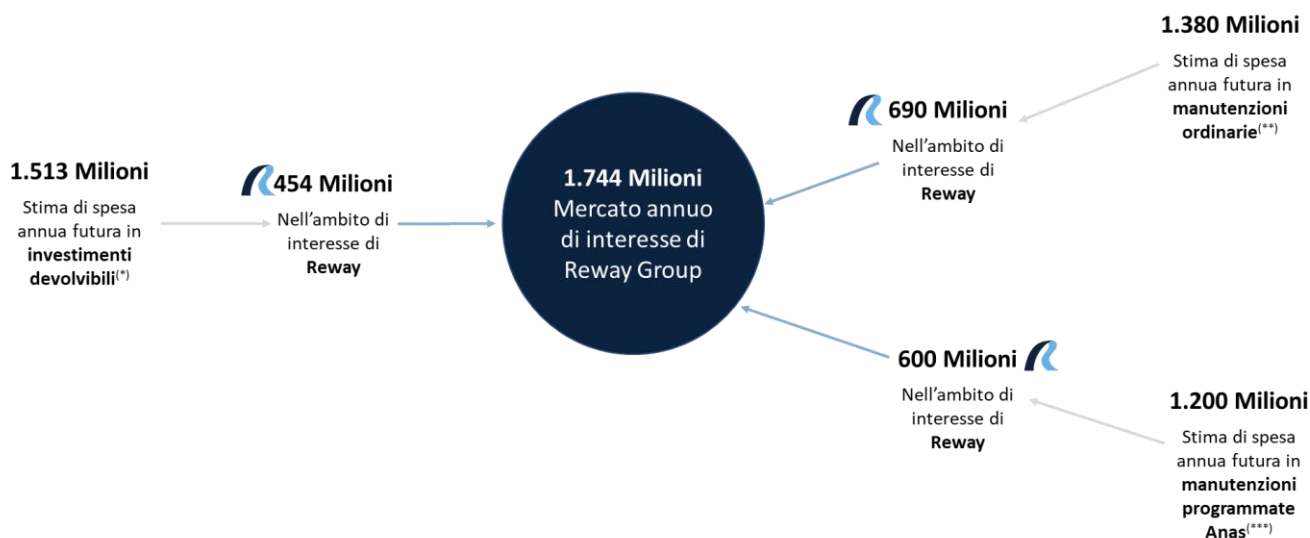 1.513 Milioni
Stima di spesa
annua futura in
investimenti
devolvibili(*)
454 Milioni
Nell'ambito di
interesse di
Reway
1.744 Milioni
Mercato annuo
di interesse di
Reway Group
690 Milioni
Nell'ambito di
interesse di
Reway
1.380 Milioni
Stima di spesa
annua futura in
manutenzioni
ordinarie(**)
600 Milioni
Nell'ambito di
interesse di
Reway
1.200 Milioni
Stima di spesa
annua futura in
manutenzioni
programmate
Anas(***)